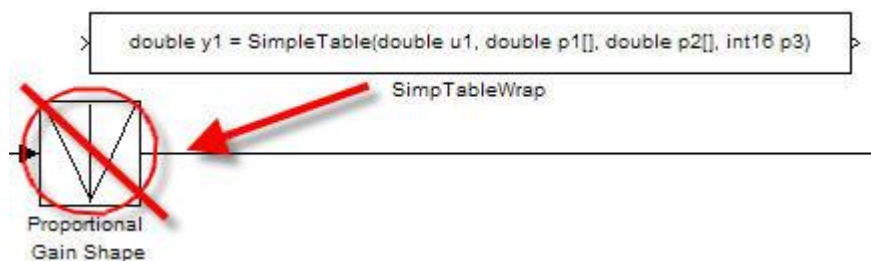 double y1 = SimpleTable(double u1, double p1[], double p2[], int16 p3)
SimpTableWrap
Proportional
Gain Shape